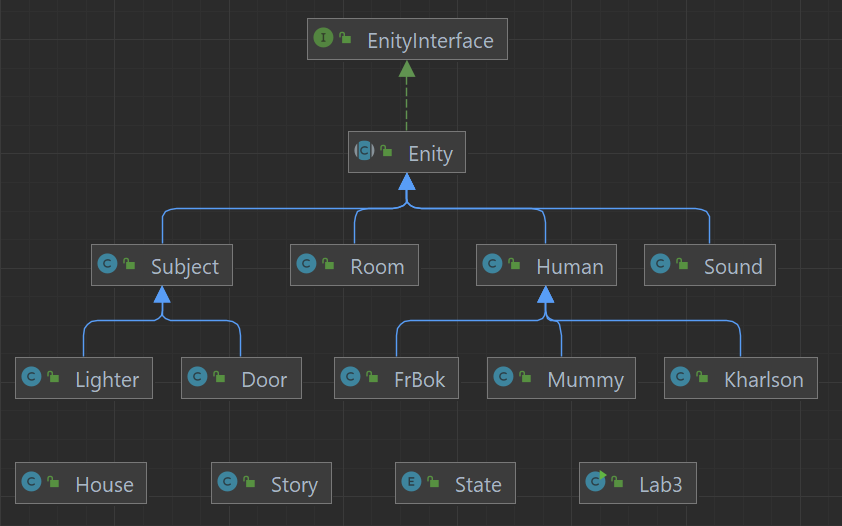 I EnityInterface
C Enity
C Subject C Room C Human C Sound
C Lighter C Door C FrBok C Mummy C Kharlson
C House C Story E State C Lab3